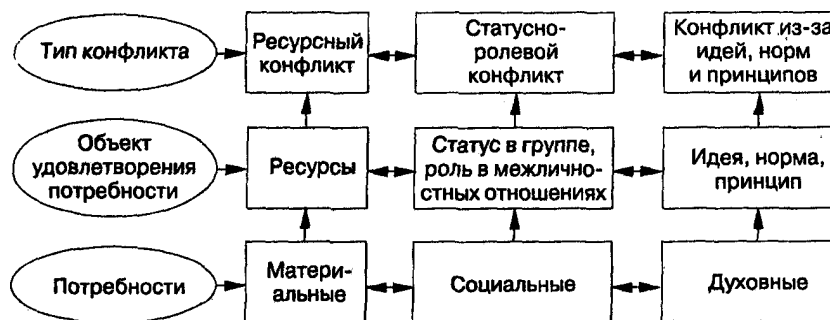 Тип конфликта
Ресурсный
конфликт
Статусно-
ролевой
конфликт
Конфликт из-за
идей, норм
и принципов
Объект
удовлетворения
потребности
Ресурсы
Статус в группе,
роль в межлично-
стных отношениях
Идея, норма,
принцип
Потребности
Матери-
альные
Социальные
Духовные